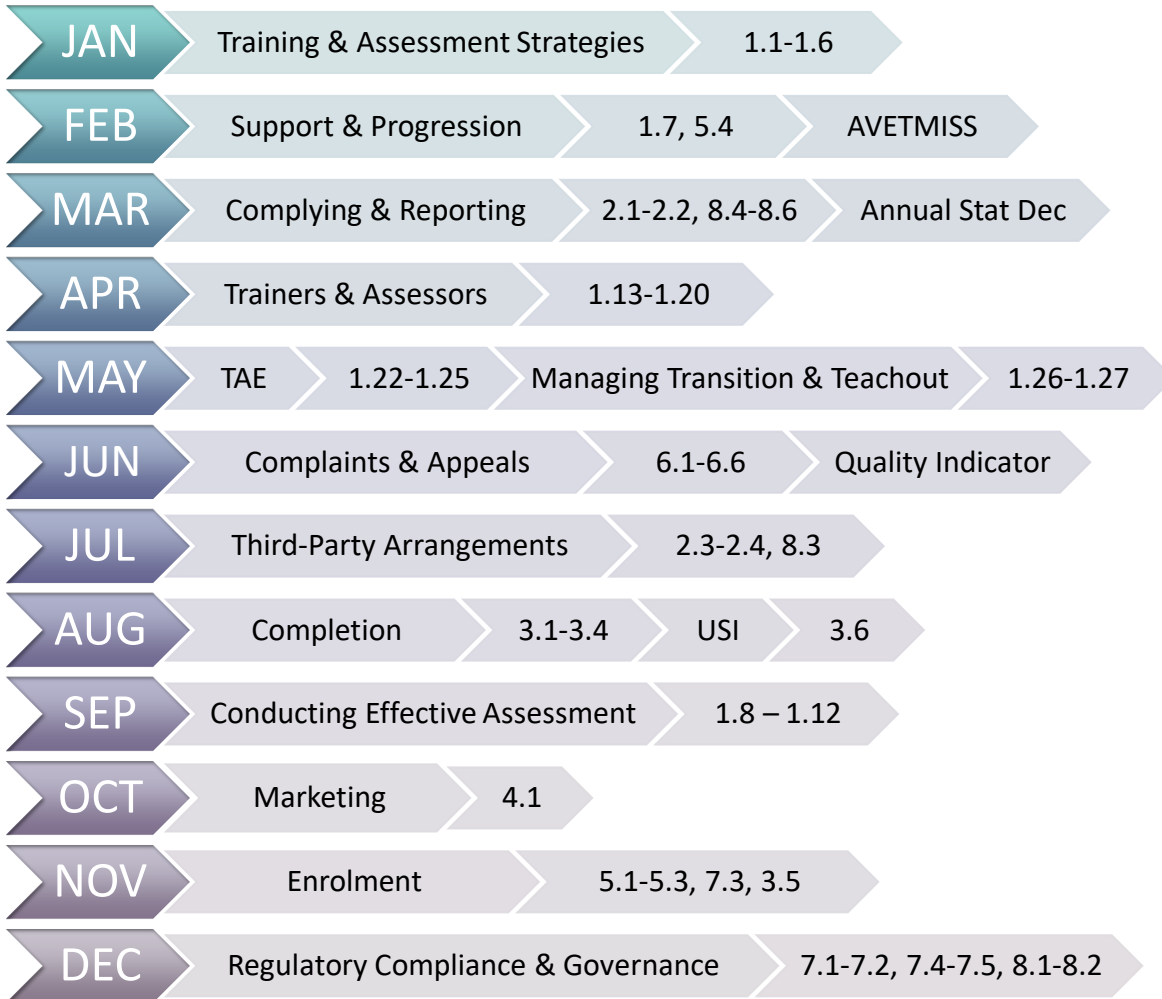 JAN Training & Assessment Strategies 1.1-1.6
FEB Support & Progression 1.7, 5.4 AVETMISS
MAR Complying & Reporting 2.1-2.2, 8.4-8.6 Annual Stat Dec
APR Trainers & Assessors 1.13-1.20
MAY TAE 1.22-1.25 Managing Transition & Teachout 1.26-1.27
JUN Complaints & Appeals 6.1-6.6 Quality Indicator
JUL Third-Party Arrangements 2.3-2.4, 8.3
AUG Completion 3.1-3.4 USI 3.6
SEP Conducting Effective Assessment 1.8 – 1.12
OCT Marketing 4.1
NOV Enrolment 5.1-5.3, 7.3, 3.5
DEC Regulatory Compliance & Governance 7.1-7.2, 7.4-7.5, 8.1-8.2